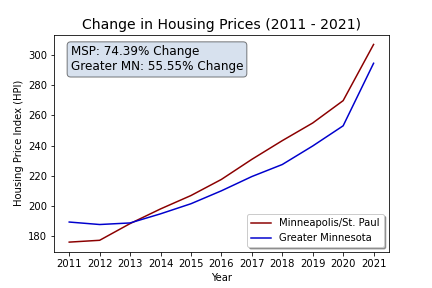 Change in Housing Prices (2011 - 2021)
MSP: 74.39% Change
Greater MN: 55.55% Change
Housing Price Index (HPI)
300
280
260
240
220
200
180
Minneapolis/St. Paul
Greater Minnesota
2011 2012 2013 2014 2015 2016 2017 2018 2019 2020 2021
Year